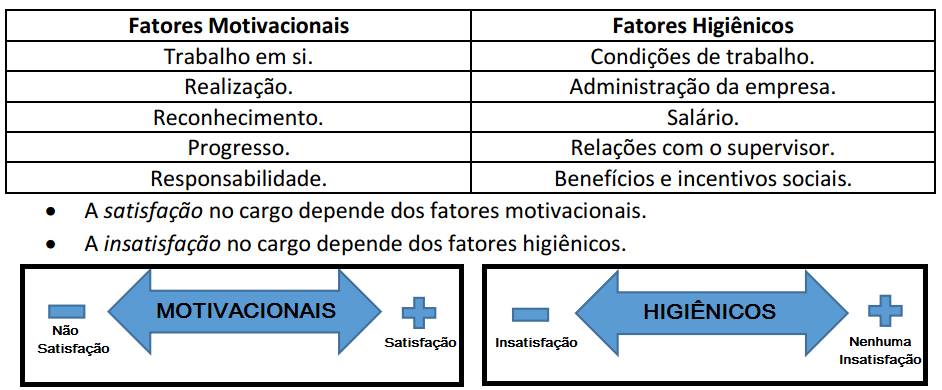 Fatores Motivacionais Fatores Higiênicos
Trabalho em si. Condições de trabalho.
Realização. Administração da empresa.
Reconhecimento. Salário.
Progresso. Relações com o supervisor.
Responsabilidade. Benefícios e incentivos sociais.
• A satisfação no cargo depende dos fatores motivacionais.
• A insatisfação no cargo depende dos fatores higiênicos.
MOTIVACIONAIS
Não
Satisfação
Satisfação
HIGIÊNICOS
Insatisfação
Nenhuma
Insatisfação